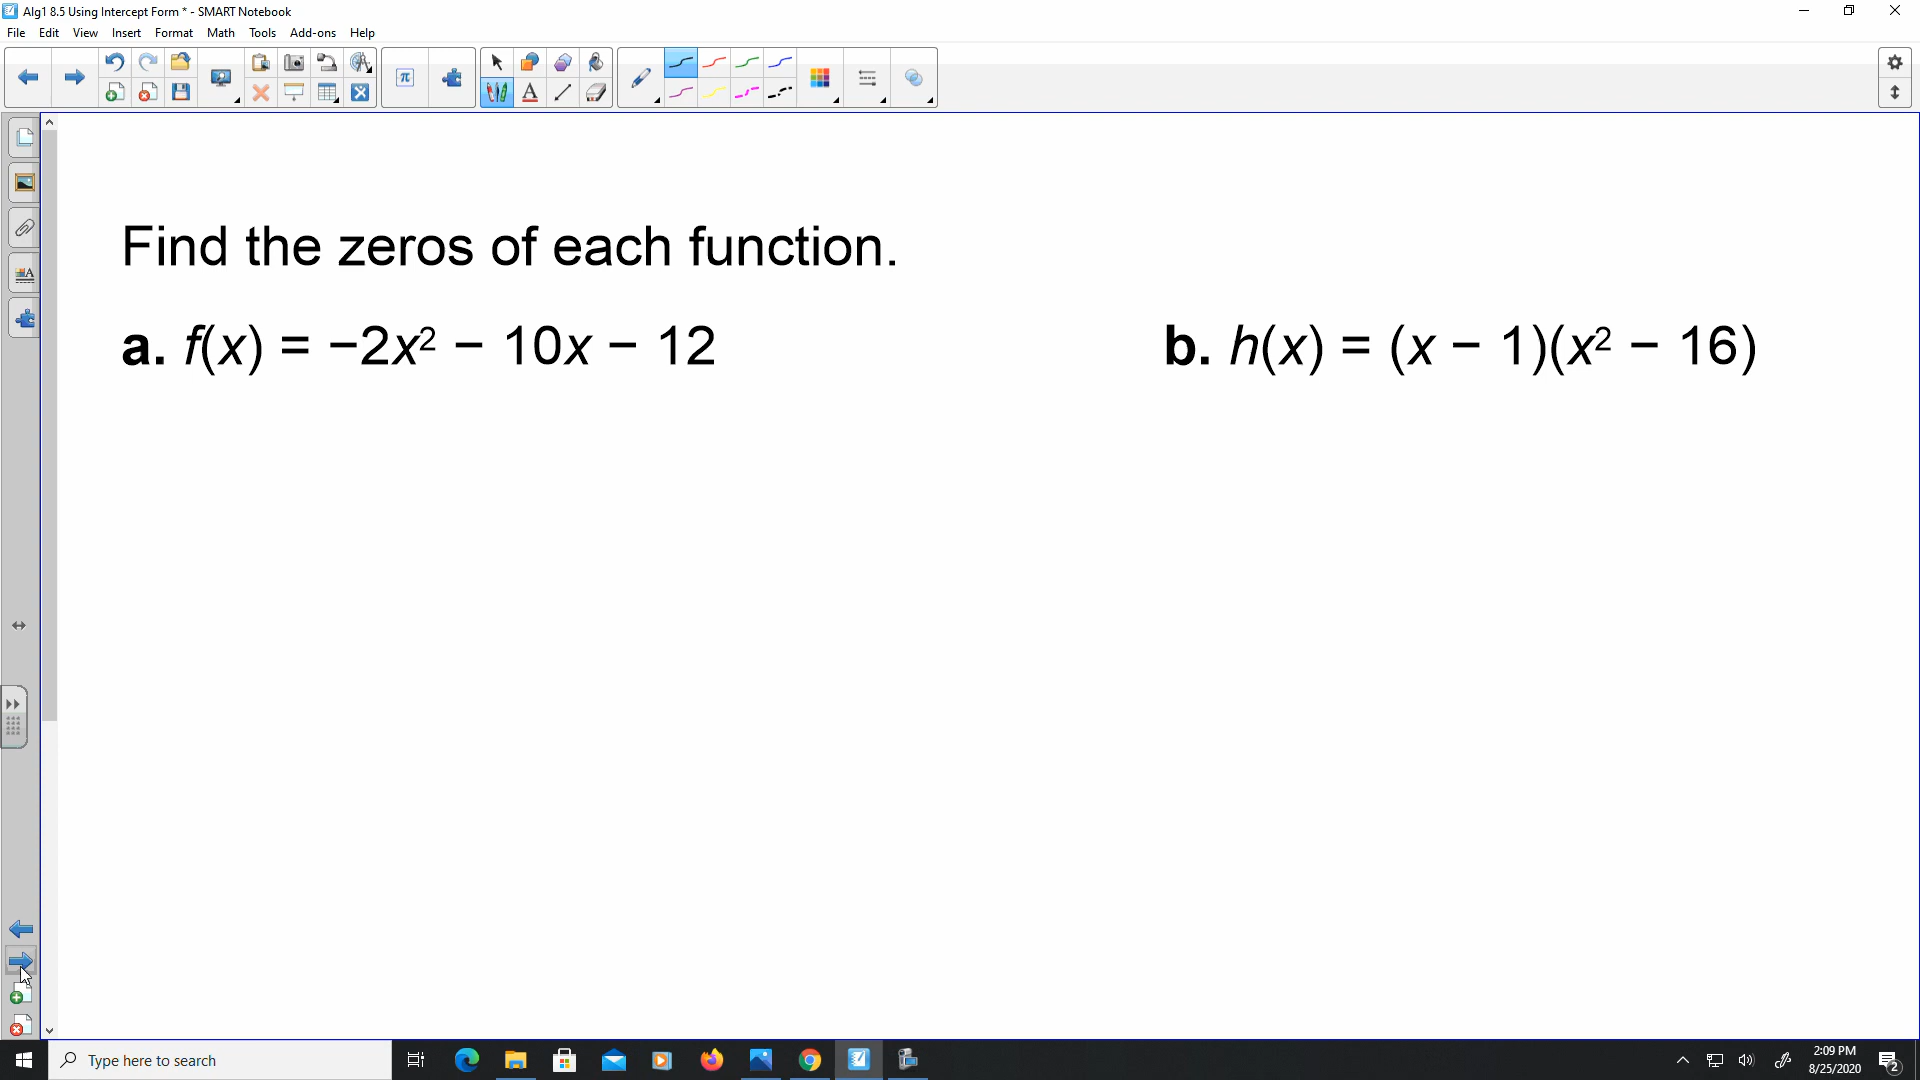 Alg1 8.5 Using Intercept Form * - SMART Notebook
File Edit View Insert Format Math Tools Add-ons Help
Find the zeros of each function.
a. f(x) = −2x² − 10x − 12
b. h(x) = (x − 1)(x² − 16)
Type here to search
2:09 PM
8/25/2020
2